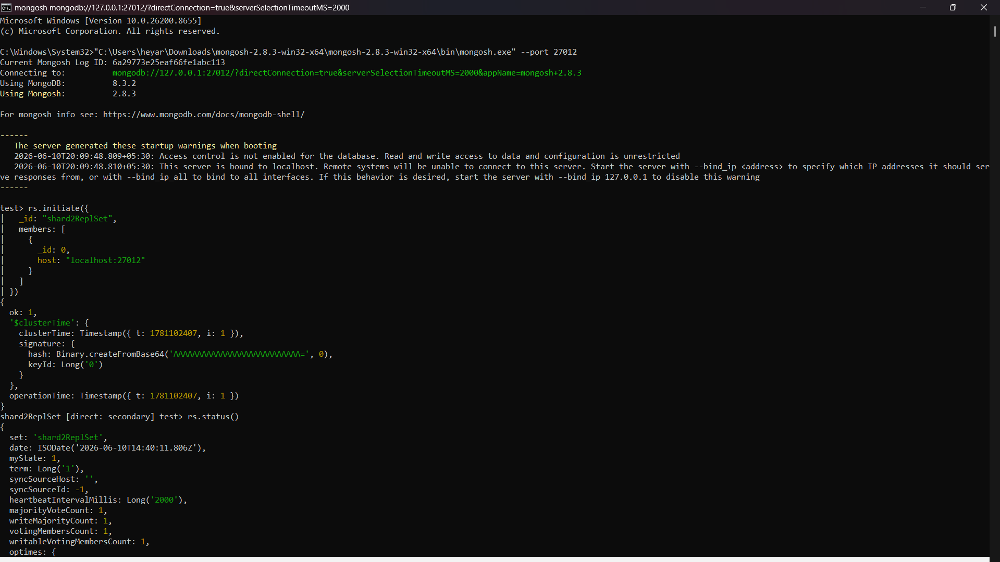 mongosh mongodb://127.0.0.1:27012/?directConnection=true&serverSelectionTimeoutMS=2000
Microsoft Windows [Version 10.0.26200.8655]
(c) Microsoft Corporation. All rights reserved.

C:\Windows\System32>"C:\Users\heyar\Downloads\mongosh-2.8.3-win32-x64\mongosh-2.8.3-win32-x64\bin\mongosh.exe" --port 27012
Current Mongosh Log ID: 6a29773e25eaf66fe1abc113
Connecting to:          mongodb://127.0.0.1:27012/?directConnection=true&serverSelectionTimeoutMS=2000&appName=mongosh+2.8.3
Using MongoDB:          8.3.2
Using Mongosh:          2.8.3

For mongosh info see: https://www.mongodb.com/docs/mongodb-shell/

------
   The server generated these startup warnings when booting
   2026-06-10T20:09:48.809+05:30: Access control is not enabled for the database. Read and write access to data and configuration is unrestricted
   2026-06-10T20:09:48.810+05:30: This server is bound to localhost. Remote systems will be unable to connect to this server. Start the server with --bind_ip <address> to specify which IP addresses it should ser
ve responses from, or with --bind_ip_all to bind to all interfaces. If this behavior is desired, start the server with --bind_ip 127.0.0.1 to disable this warning
------

test> rs.initiate({
|   _id: "shard2ReplSet",
|   members: [
|     {
|       _id: 0,
|       host: "localhost:27012"
|     }
|   ]
| })
{
  ok: 1,
  '$clusterTime': {
    clusterTime: Timestamp({ t: 1781102407, i: 1 }),
    signature: {
      hash: Binary.createFromBase64('AAAAAAAAAAAAAAAAAAAAAAAAAAA=', 0),
      keyId: Long('0')
    }
  },
  operationTime: Timestamp({ t: 1781102407, i: 1 })
}
shard2ReplSet [direct: secondary] test> rs.status()
{
  set: 'shard2ReplSet',
  date: ISODate('2026-06-10T14:40:11.806Z'),
  myState: 1,
  term: Long('1'),
  syncSourceHost: '',
  syncSourceId: -1,
  heartbeatIntervalMillis: Long('2000'),
  majorityVoteCount: 1,
  writeMajorityCount: 1,
  votingMembersCount: 1,
  writableVotingMembersCount: 1,
  optimes: {